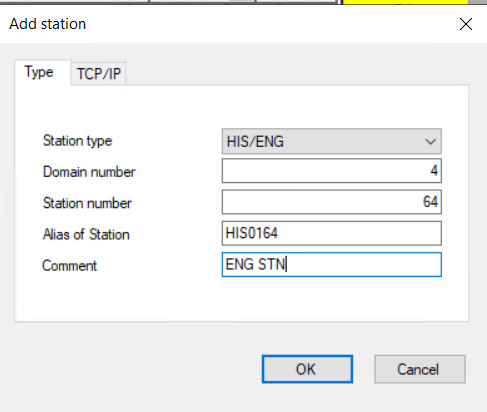 Add station
Type TCP/IP
Station type HIS/ENG
Domain number 4
Station number 64
Alias of Station HIS0164
Comment ENG STN
OK Cancel